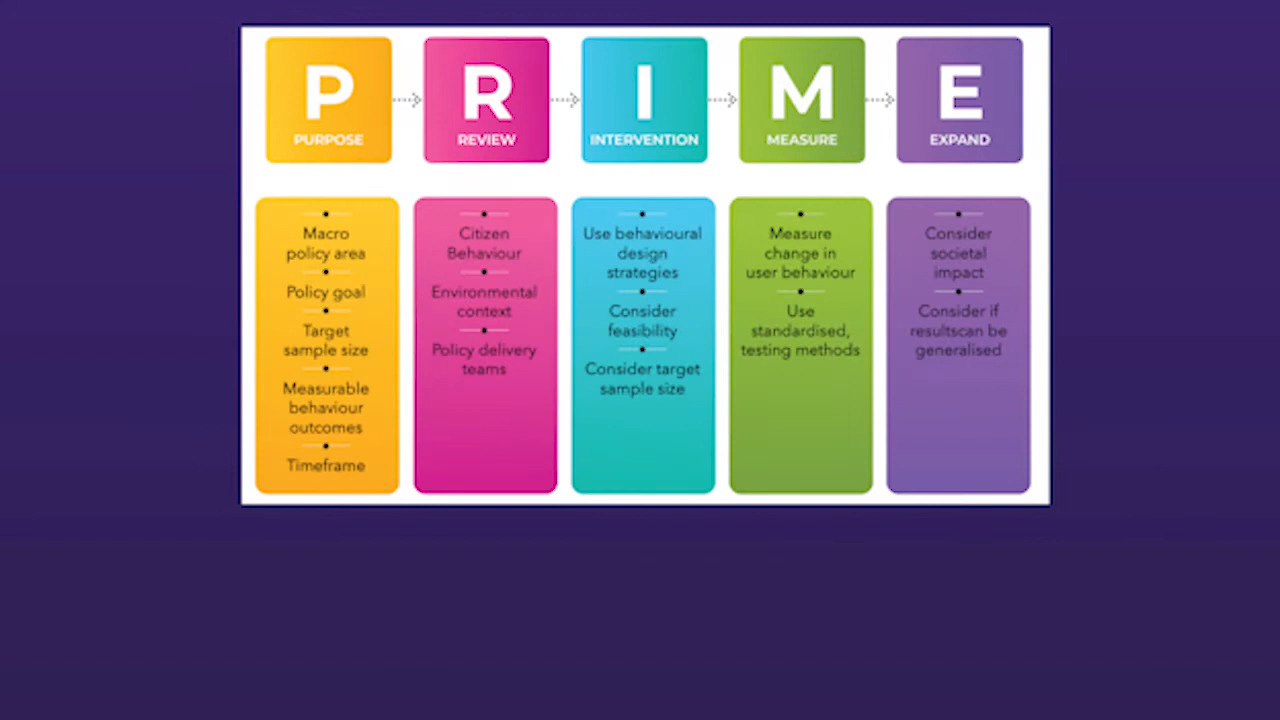 P
PURPOSE
R
REVIEW
I
INTERVENTION
M
MEASURE
E
EXPAND
Macro
policy area
Policy goal
Target
sample size
Measurable
behaviour
outcomes
Timeframe
Citizen
Behaviour
Environmental
context
Policy delivery
teams
Use behavioural
design
strategies
Consider
feasibility
Consider target
sample size
Measure
change in
user behaviour
Use
standardised,
testing methods
Consider
societal
impact
Consider if
resultscan be
generalised